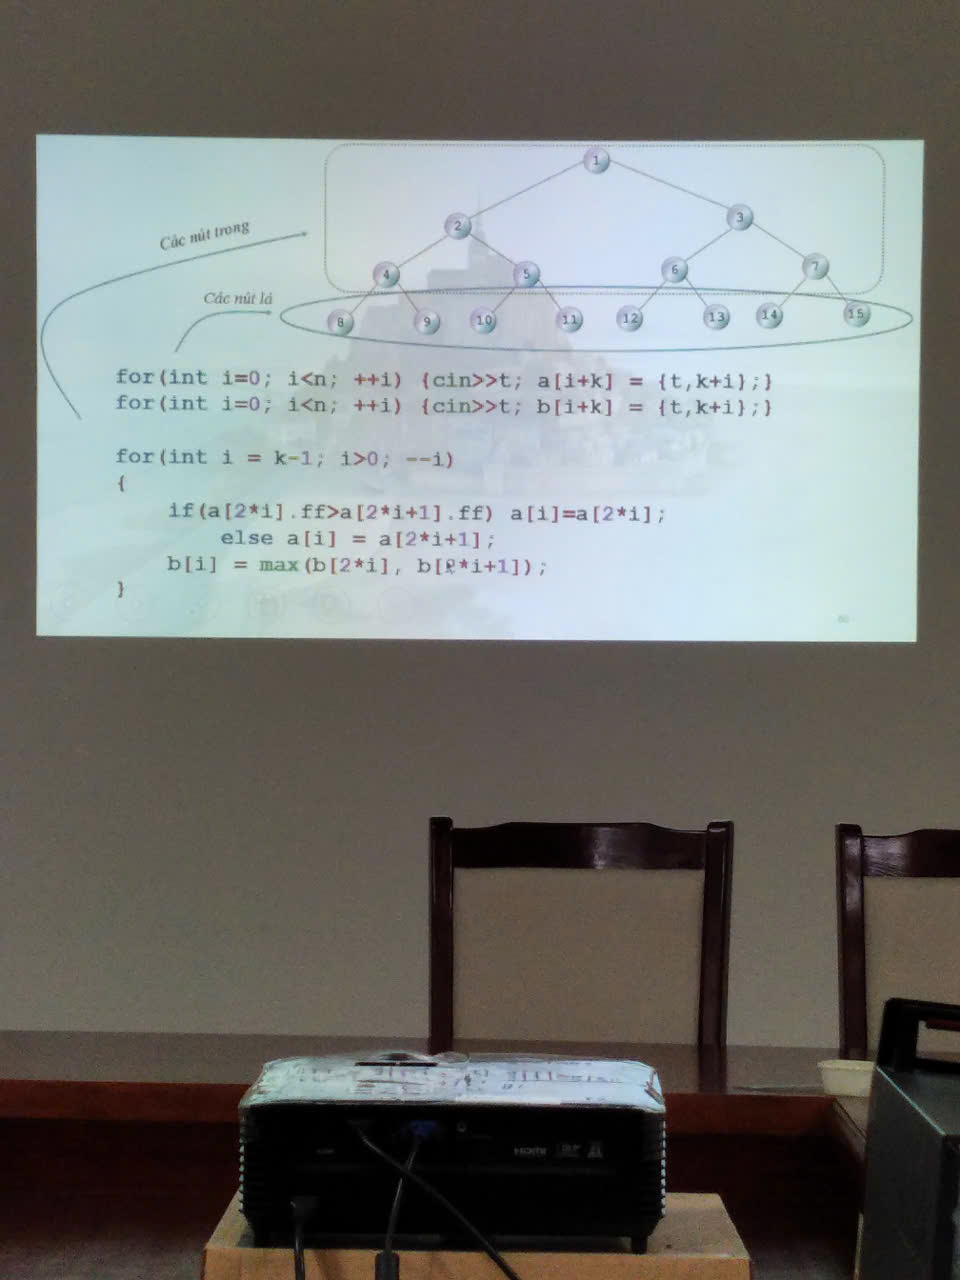 1
2
3
4
5
6
7
8
9
10
11
12
13
14
15
Các nút trong
Các nút lá
for(int i=0; i<n; ++i) {cin>>t; a[i+k] = {t,k+i};}
for(int i=0; i<n; ++i) {cin>>t; b[i+k] = {t,k+i};}
for(int i = k-1; i>0; --i)
{
if(a[2*i].ff>a[2*i+1].ff) a[i]=a[2*i];
else a[i] = a[2*i+1];
b[i] = max(b[2*i], b[2*i+1]);
}
HDMI